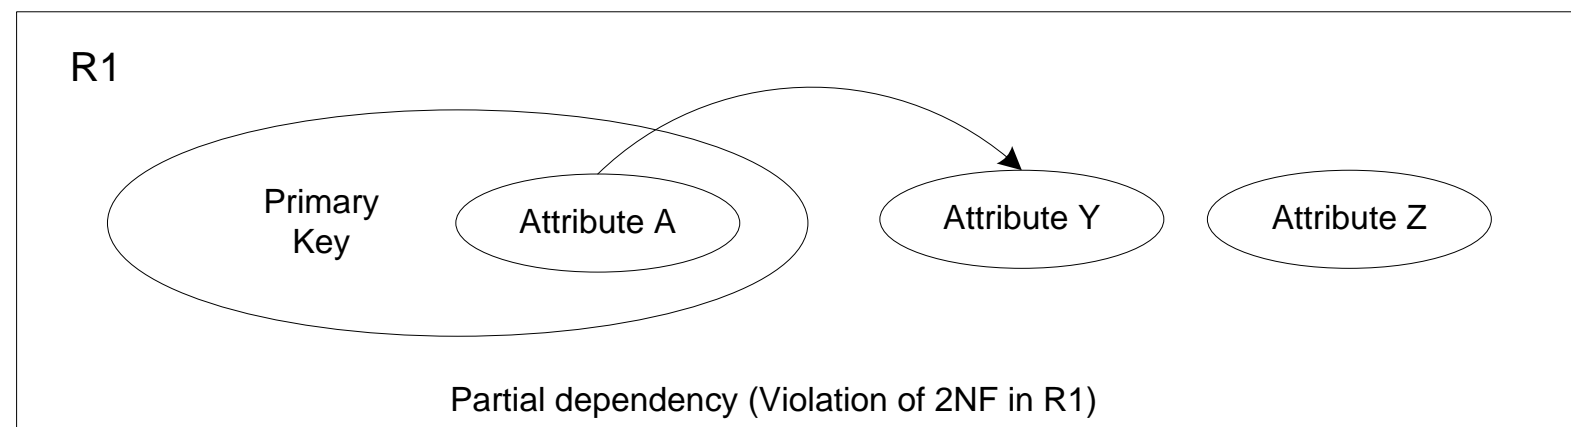 R1
Primary
Key
Attribute A
Attribute Y
Attribute Z
Partial dependency (Violation of 2NF in R1)